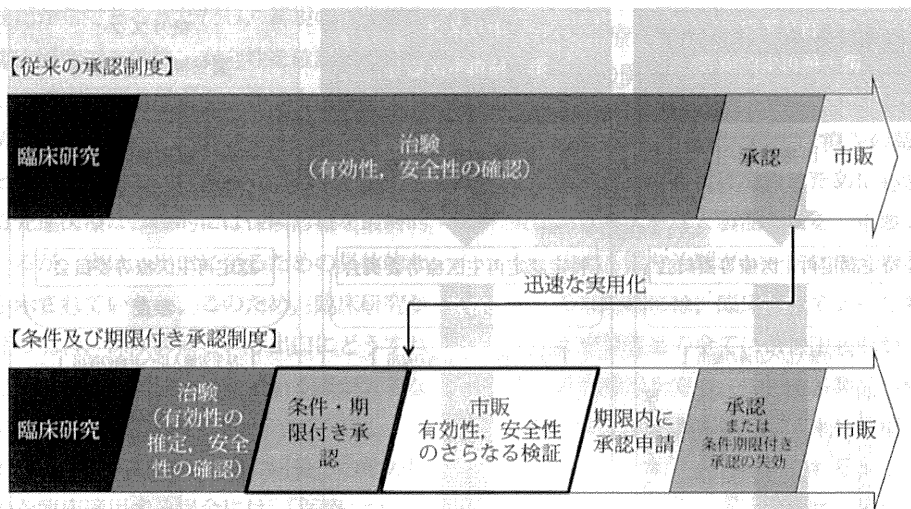 【従来の承認制度】
臨床研究
治験
(有効性，安全性の確認)
承認
市販
迅速な実用化
【条件及び期限付き承認制度】
臨床研究
治験
(有効性の
推定，安全
性の確認)
条件・期
限付き承
認
市販
有効性，安全性
のさらなる検証
期限内に
承認申請
承認
または
条件期限付き
承認の失効
市販